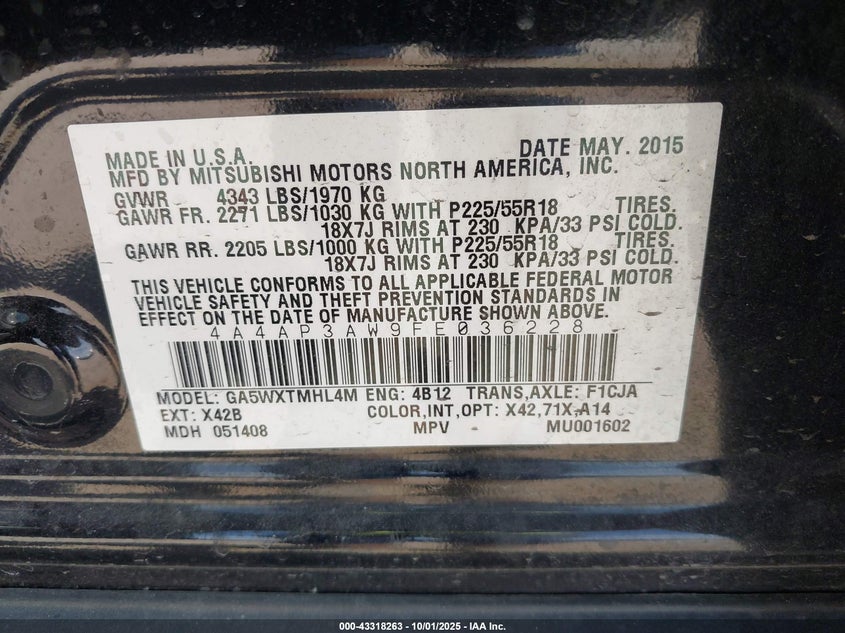 MADE IN U.S.A. DATE MAY. 2015
MFD BY MITSUBISHI MOTORS NORTH AMERICA, INC.
GVWR 4343 LBS/1970 KG
GAWR FR. 2271 LBS/1030 KG WITH P225/55R18 TIRES.
18X7J RIMS AT 230 KPA/33 PSI COLD.
GAWR RR. 2205 LBS/1000 KG WITH P225/55R18 TIRES.
18X7J RIMS AT 230 KPA/33 PSI COLD.
THIS VEHICLE CONFORMS TO ALL APPLICABLE FEDERAL MOTOR
VEHICLE SAFETY AND THEFT PREVENTION STANDARDS IN
EFFECT ON THE DATE OF MANUFACTURE SHOWN ABOVE.
4A4AP3AW9FE036228
MODEL: GA5WXTMHL4M ENG: 4B12 TRANS,AXLE: F1CJA
EXT: X42B COLOR,INT,OPT: X42,71X,A14
MDH 051408 MPV MU001602
000-43318263 - 10/01/2025 - IAA Inc.